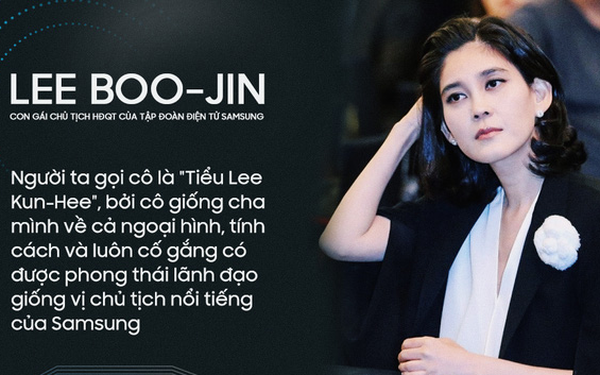 LEE BOO-JIN
CON GÁI CHỦ TỊCH HĐQT CỦA TẬP ĐOÀN ĐIỆN TỬ SAMSUNG
Người ta gọi cô là "Tiểu Lee
Kun-Hee", bởi cô giống cha
mình về cả ngoại hình, tính
cách và luôn cố gắng có
được phong thái lãnh đạo
giống vị chủ tịch nổi tiếng
của Samsung